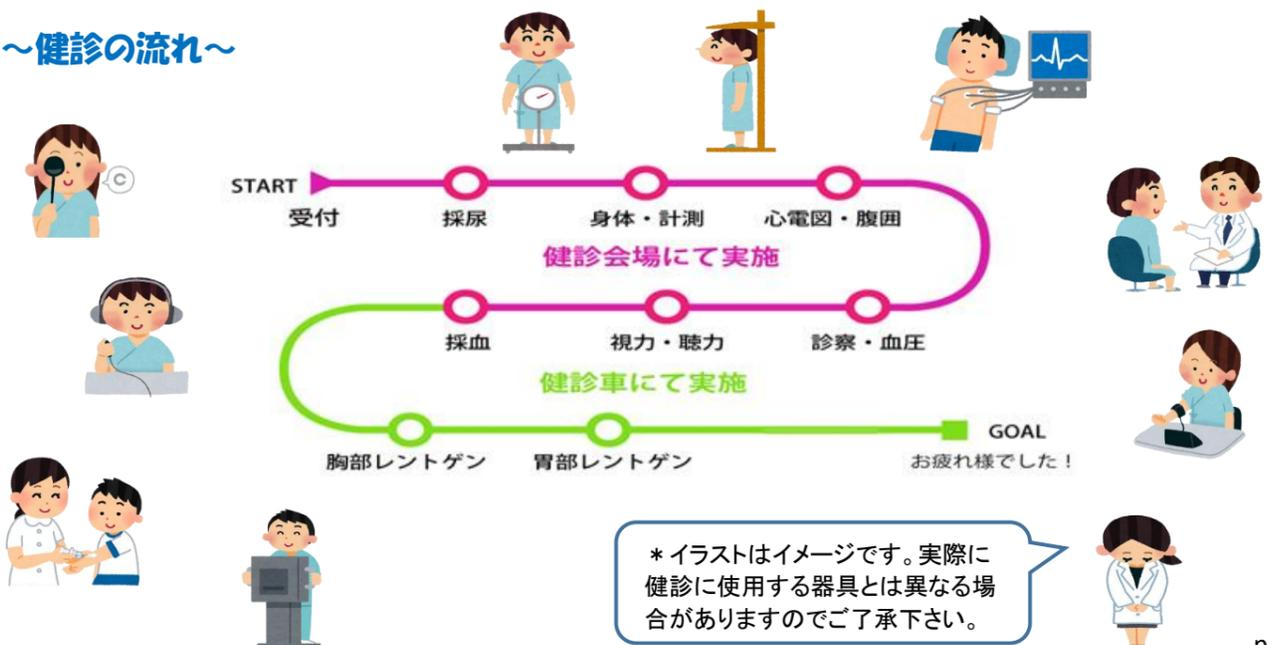 ～健診の流れ～
C
START
受付
採尿
身体・計測
心電図・腹囲
健診会場にて実施
採血
視力・聴力
診察・血圧
健診車にて実施
胸部レントゲン
胃部レントゲン
GOAL
お疲れ様でした！
＊イラストはイメージです。実際に
健診に使用する器具とは異なる場
合がありますのでご了承下さい。